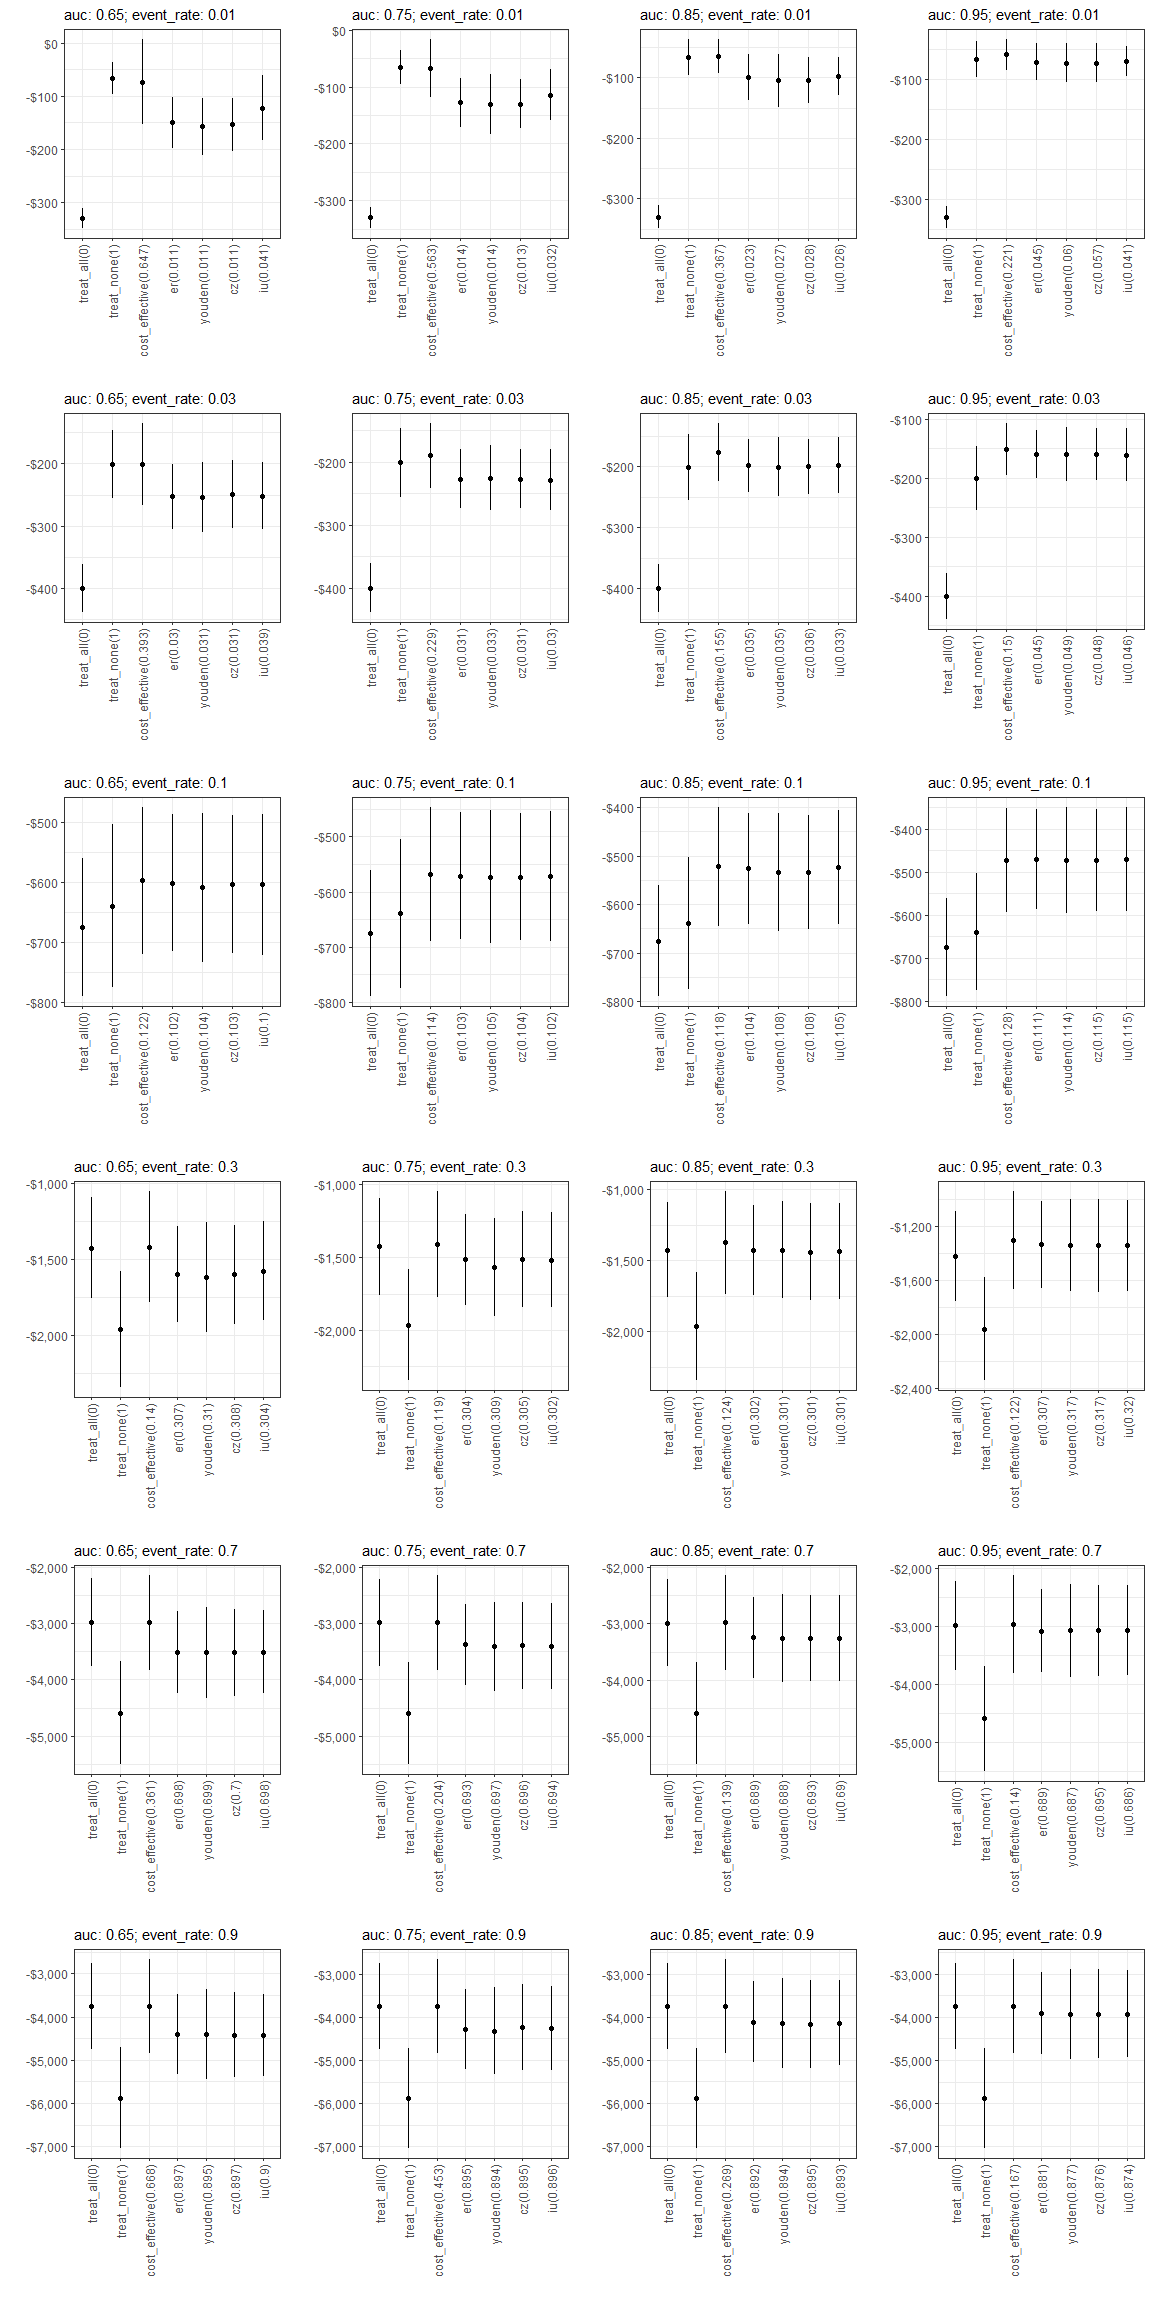 auc: 0.65; event_rate: 0.01
$0
-$100
-$200
-$300
treat_all(0)
treat_none(1)
cost_effective(0.647)
er(0.011)
youden(0.011)
cz(0.011)
iu(0.041)
auc: 0.75; event_rate: 0.01
$0
-$100
-$200
-$300
treat_all(0)
treat_none(1)
cost_effective(0.563)
er(0.014)
youden(0.014)
cz(0.013)
iu(0.032)
auc: 0.85; event_rate: 0.01
-$100
-$200
-$300
treat_all(0)
treat_none(1)
cost_effective(0.367)
er(0.023)
youden(0.027)
cz(0.028)
iu(0.026)
auc: 0.95; event_rate: 0.01
-$100
-$200
-$300
treat_all(0)
treat_none(1)
cost_effective(0.221)
er(0.045)
youden(0.06)
cz(0.057)
iu(0.041)
auc: 0.65; event_rate: 0.03
-$200
-$300
-$400
treat_all(0)
treat_none(1)
cost_effective(0.393)
er(0.03)
youden(0.031)
cz(0.031)
iu(0.039)
auc: 0.75; event_rate: 0.03
-$200
-$300
-$400
treat_all(0)
treat_none(1)
cost_effective(0.229)
er(0.031)
youden(0.033)
cz(0.031)
iu(0.03)
auc: 0.85; event_rate: 0.03
-$200
-$300
-$400
treat_all(0)
treat_none(1)
cost_effective(0.155)
er(0.035)
youden(0.035)
cz(0.036)
iu(0.033)
auc: 0.95; event_rate: 0.03
-$100
-$200
-$300
-$400
treat_all(0)
treat_none(1)
cost_effective(0.15)
er(0.045)
youden(0.049)
cz(0.048)
iu(0.046)
auc: 0.65; event_rate: 0.1
-$500
-$600
-$700
-$800
treat_all(0)
treat_none(1)
cost_effective(0.122)
er(0.102)
youden(0.104)
cz(0.103)
iu(0.1)
auc: 0.75; event_rate: 0.1
-$500
-$600
-$700
-$800
treat_all(0)
treat_none(1)
cost_effective(0.114)
er(0.103)
youden(0.105)
cz(0.104)
iu(0.102)
auc: 0.85; event_rate: 0.1
-$400
-$500
-$600
-$700
-$800
treat_all(0)
treat_none(1)
cost_effective(0.118)
er(0.104)
youden(0.108)
cz(0.108)
iu(0.105)
auc: 0.95; event_rate: 0.1
-$400
-$500
-$600
-$700
-$800
treat_all(0)
treat_none(1)
cost_effective(0.128)
er(0.111)
youden(0.114)
cz(0.115)
iu(0.115)
auc: 0.65; event_rate: 0.3
-$1,000
-$1,500
-$2,000
treat_all(0)
treat_none(1)
cost_effective(0.14)
er(0.307)
youden(0.31)
cz(0.308)
iu(0.304)
auc: 0.75; event_rate: 0.3
-$1,000
-$1,500
-$2,000
treat_all(0)
treat_none(1)
cost_effective(0.119)
er(0.304)
youden(0.309)
cz(0.305)
iu(0.302)
auc: 0.85; event_rate: 0.3
-$1,000
-$1,500
-$2,000
treat_all(0)
treat_none(1)
cost_effective(0.124)
er(0.302)
youden(0.301)
cz(0.301)
iu(0.301)
auc: 0.95; event_rate: 0.3
-$1,200
-$1,600
-$2,000
-$2,400
treat_all(0)
treat_none(1)
cost_effective(0.122)
er(0.307)
youden(0.317)
cz(0.317)
iu(0.32)
auc: 0.65; event_rate: 0.7
-$2,000
-$3,000
-$4,000
-$5,000
treat_all(0)
treat_none(1)
cost_effective(0.361)
er(0.698)
youden(0.699)
cz(0.7)
iu(0.698)
auc: 0.75; event_rate: 0.7
-$2,000
-$3,000
-$4,000
-$5,000
treat_all(0)
treat_none(1)
cost_effective(0.204)
er(0.693)
youden(0.697)
cz(0.696)
iu(0.694)
auc: 0.85; event_rate: 0.7
-$2,000
-$3,000
-$4,000
-$5,000
treat_all(0)
treat_none(1)
cost_effective(0.139)
er(0.689)
youden(0.688)
cz(0.693)
iu(0.69)
auc: 0.95; event_rate: 0.7
-$2,000
-$3,000
-$4,000
-$5,000
treat_all(0)
treat_none(1)
cost_effective(0.14)
er(0.689)
youden(0.687)
cz(0.695)
iu(0.686)
auc: 0.65; event_rate: 0.9
-$3,000
-$4,000
-$5,000
-$6,000
-$7,000
treat_all(0)
treat_none(1)
cost_effective(0.668)
er(0.897)
youden(0.895)
cz(0.897)
iu(0.9)
auc: 0.75; event_rate: 0.9
-$3,000
-$4,000
-$5,000
-$6,000
-$7,000
treat_all(0)
treat_none(1)
cost_effective(0.453)
er(0.895)
youden(0.894)
cz(0.895)
iu(0.896)
auc: 0.85; event_rate: 0.9
-$3,000
-$4,000
-$5,000
-$6,000
-$7,000
treat_all(0)
treat_none(1)
cost_effective(0.269)
er(0.892)
youden(0.894)
cz(0.895)
iu(0.893)
auc: 0.95; event_rate: 0.9
-$3,000
-$4,000
-$5,000
-$6,000
-$7,000
treat_all(0)
treat_none(1)
cost_effective(0.167)
er(0.881)
youden(0.877)
cz(0.876)
iu(0.874)